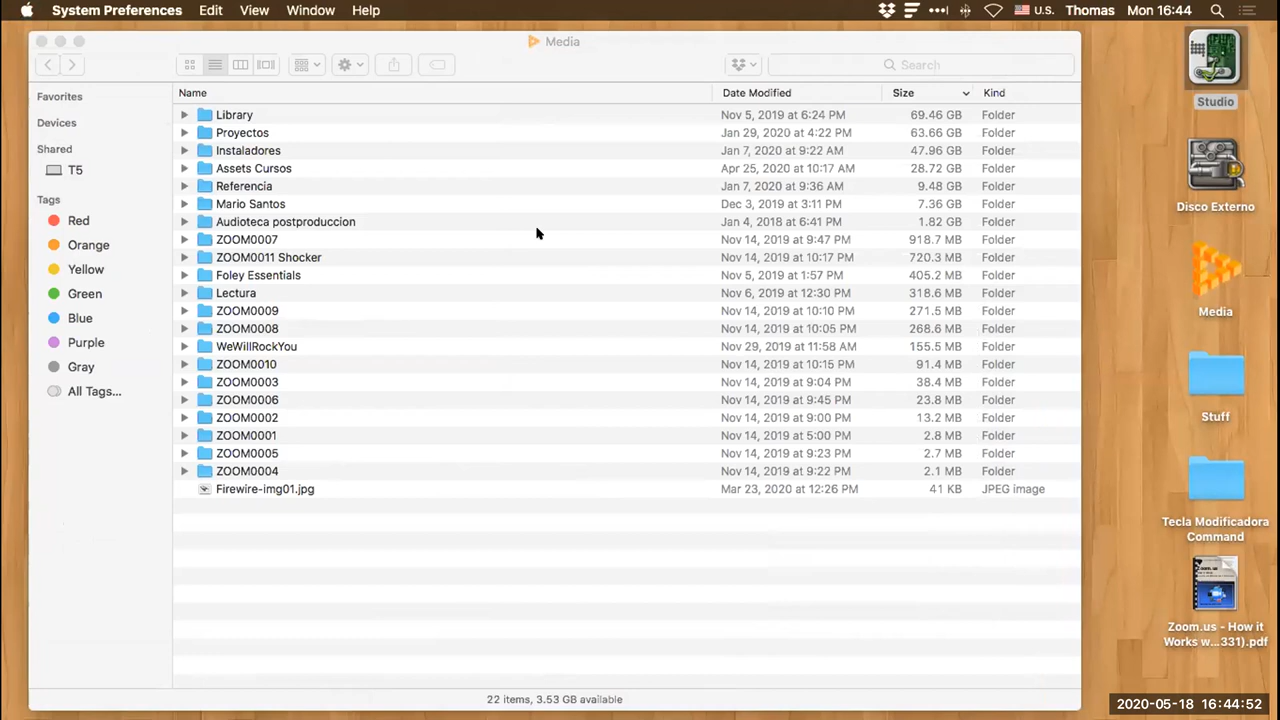 System Preferences Edit View Window Help U.S. Thomas Mon 16:44
Media
Search
Favorites
Devices
Shared
T5
Tags
Red
Orange
Yellow
Green
Blue
Purple
Gray
All Tags...
Name Date Modified Size Kind
Library Nov 5, 2019 at 6:24 PM 69.46 GB Folder
Proyectos Jan 29, 2020 at 4:22 PM 63.66 GB Folder
Instaladores Jan 7, 2020 at 9:22 AM 47.96 GB Folder
Assets Cursos Apr 25, 2020 at 10:17 AM 28.72 GB Folder
Referencia Jan 7, 2020 at 9:36 AM 9.48 GB Folder
Mario Santos Dec 3, 2019 at 3:11 PM 7.36 GB Folder
Audioteca postproduccion Jan 4, 2018 at 6:41 PM 1.82 GB Folder
ZOOM0007 Nov 14, 2019 at 9:47 PM 918.7 MB Folder
ZOOM0011 Shocker Nov 14, 2019 at 10:17 PM 720.3 MB Folder
Foley Essentials Nov 5, 2019 at 1:57 PM 405.2 MB Folder
Lectura Nov 6, 2019 at 12:30 PM 318.6 MB Folder
ZOOM0009 Nov 14, 2019 at 10:10 PM 271.5 MB Folder
ZOOM0008 Nov 14, 2019 at 10:05 PM 268.6 MB Folder
WeWillRockYou Nov 29, 2019 at 11:58 AM 155.5 MB Folder
ZOOM0010 Nov 14, 2019 at 10:15 PM 91.4 MB Folder
ZOOM0003 Nov 14, 2019 at 9:04 PM 38.4 MB Folder
ZOOM0006 Nov 14, 2019 at 9:45 PM 23.8 MB Folder
ZOOM0002 Nov 14, 2019 at 9:00 PM 13.2 MB Folder
ZOOM0001 Nov 14, 2019 at 5:00 PM 2.8 MB Folder
ZOOM0005 Nov 14, 2019 at 9:23 PM 2.7 MB Folder
ZOOM0004 Nov 14, 2019 at 9:22 PM 2.1 MB Folder
Firewire-img01.jpg Mar 23, 2020 at 12:26 PM 41 KB JPEG image
22 items, 3.53 GB available
Studio
Disco Externo
Media
Stuff
Tecla Modificadora
Command
Zoom.us
Zoom.us - How it
Works w...331).pdf
2020-05-18 16:44:52